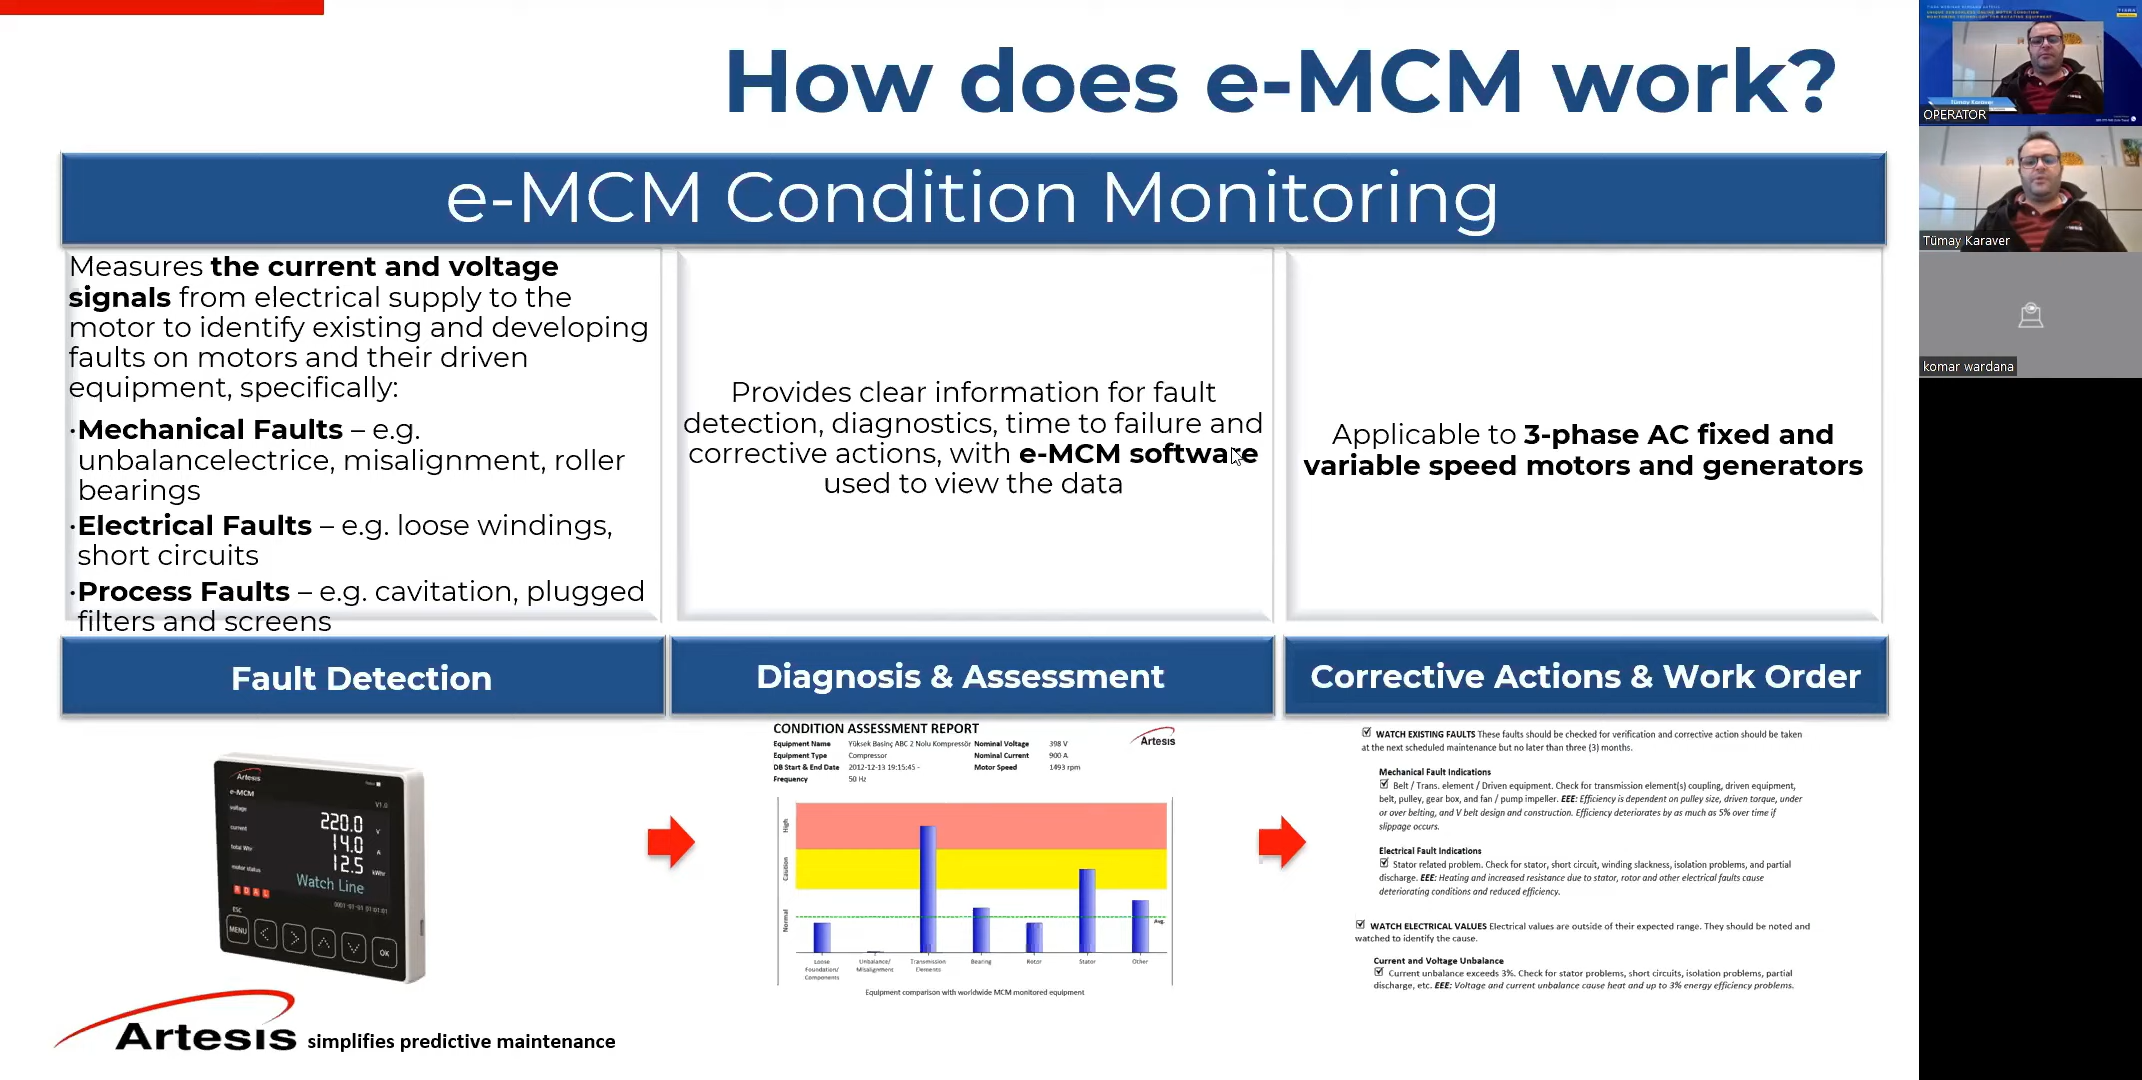 How does e-MCM work?
e-MCM Condition Monitoring
Measures the current and voltage
signals from electrical supply to the
motor to identify existing and developing
faults on motors and their driven
equipment, specifically:
·Mechanical Faults – e.g.
unbalancelectrice, misalignment, roller
bearings
·Electrical Faults – e.g. loose windings,
short circuits
·Process Faults – e.g. cavitation, plugged
filters and screens
Provides clear information for fault
detection, diagnostics, time to failure and
corrective actions, with e-MCM software
used to view the data
Applicable to 3-phase AC fixed and
variable speed motors and generators
Fault Detection
Diagnosis & Assessment
Corrective Actions & Work Order
Artesis
e-MCM
V1.0
voltage 220.0 V
current 14.0 A
total Whr 12.5 kWhr
motor status Watch Line
0001-01-01 01:01:01
ESC
MENU
OK
CONDITION ASSESSMENT REPORT
Artesis
Equipment Name Yüksek Basinç ABC 2 Nolu Kompressör Nominal Voltage 398 V
Equipment Type Compressor Nominal Current 900 A
DB Start & End Date 2012-12-13 19:15:45 - Motor Speed 1493 rpm
Frequency 50 Hz
High
Caution
Normal
Avg.
Loose Foundation/ Components
Unbalance/ Misalignment
Transmission Elements
Bearing
Rotor
Stator
Other
Equipment comparison with worldwide MCM monitored equipment
WATCH EXISTING FAULTS These faults should be checked for verification and corrective action should be taken
at the next scheduled maintenance but no later than three (3) months.
Mechanical Fault Indications
Belt / Trans. element / Driven equipment. Check for transmission element(s) coupling, driven equipment,
belt, pulley, gear box, and fan / pump impeller. EEE: Efficiency is dependent on pulley size, driven torque, under
or over belting, and V belt design and construction. Efficiency deteriorates by as much as 5% over time if
slippage occurs.
Electrical Fault Indications
Stator related problem. Check for stator, short circuit, winding slackness, isolation problems, and partial
discharge. EEE: Heating and increased resistance due to stator, rotor and other electrical faults cause
deteriorating conditions and reduced efficiency.
WATCH ELECTRICAL VALUES Electrical values are outside of their expected range. They should be noted and
watched to identify the cause.
Current and Voltage Unbalance
Current unbalance exceeds 3%. Check for stator problems, short circuits, isolation problems, partial
discharge, etc. EEE: Voltage and current unbalance cause heat and up to 3% energy efficiency problems.
Artesis simplifies predictive maintenance
Tümay Karaver
OPERATOR
Tümay Karaver
komar wardana